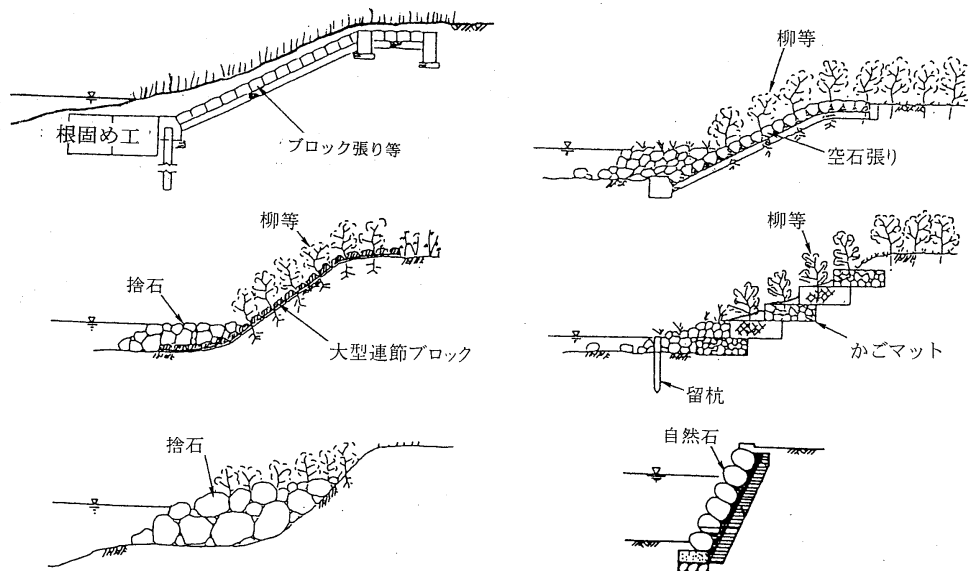 根固め工
ブロック張り等
柳等
空石張り
柳等
捨石
大型連節ブロック
柳等
かごマット
留杭
捨石
自然石